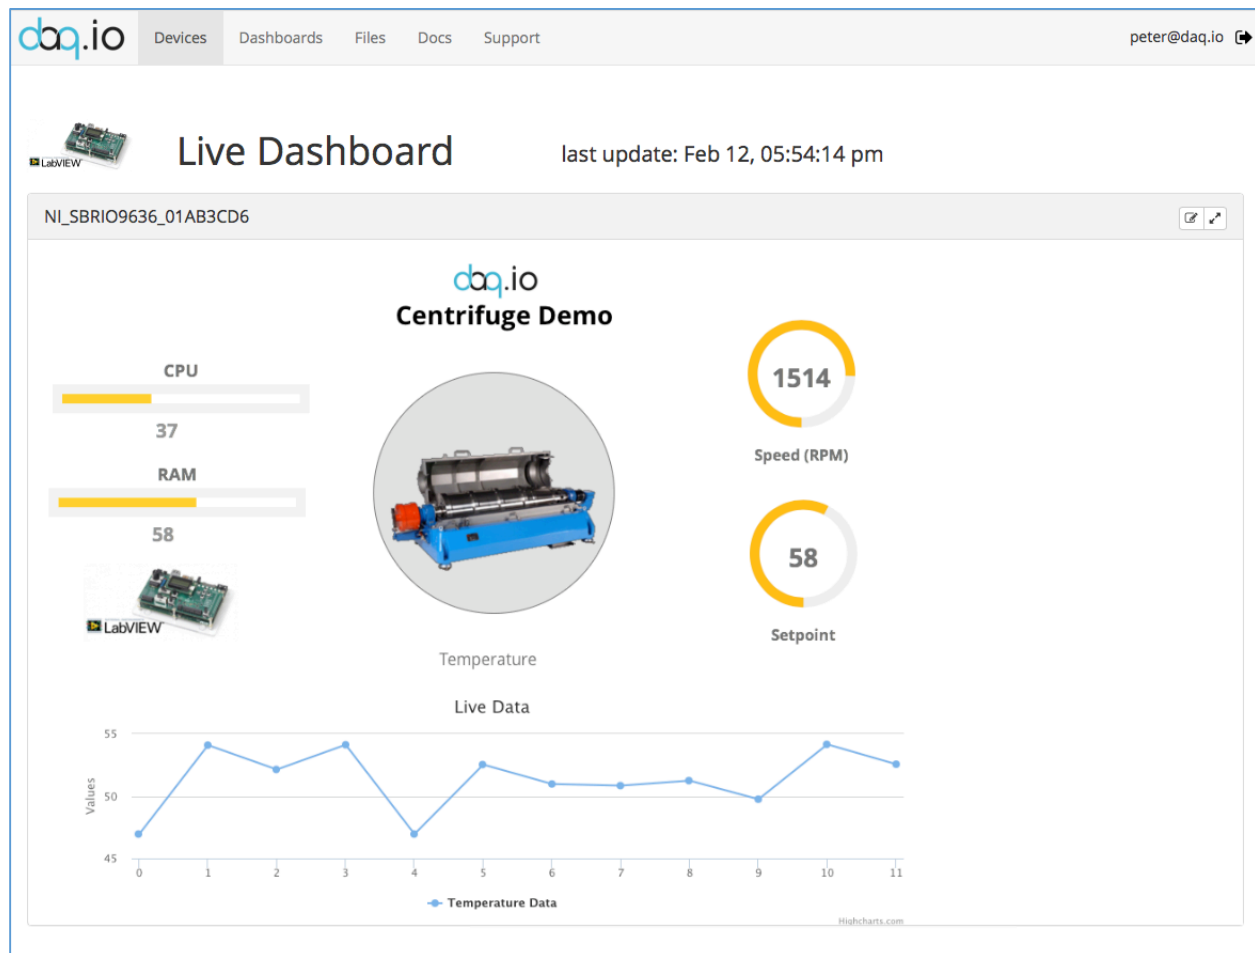 daq.io Devices Dashboards Files Docs Support peter@daq.io
LabVIEW
Live Dashboard
last update: Feb 12, 05:54:14 pm
NI_SBRIO9636_01AB3CD6
daq.io
Centrifuge Demo
CPU
37
RAM
58
LabVIEW
1514
Speed (RPM)
58
Setpoint
Temperature
Live Data
Values
55
50
45
0 1 2 3 4 5 6 7 8 9 10 11
Temperature Data
Highcharts.com